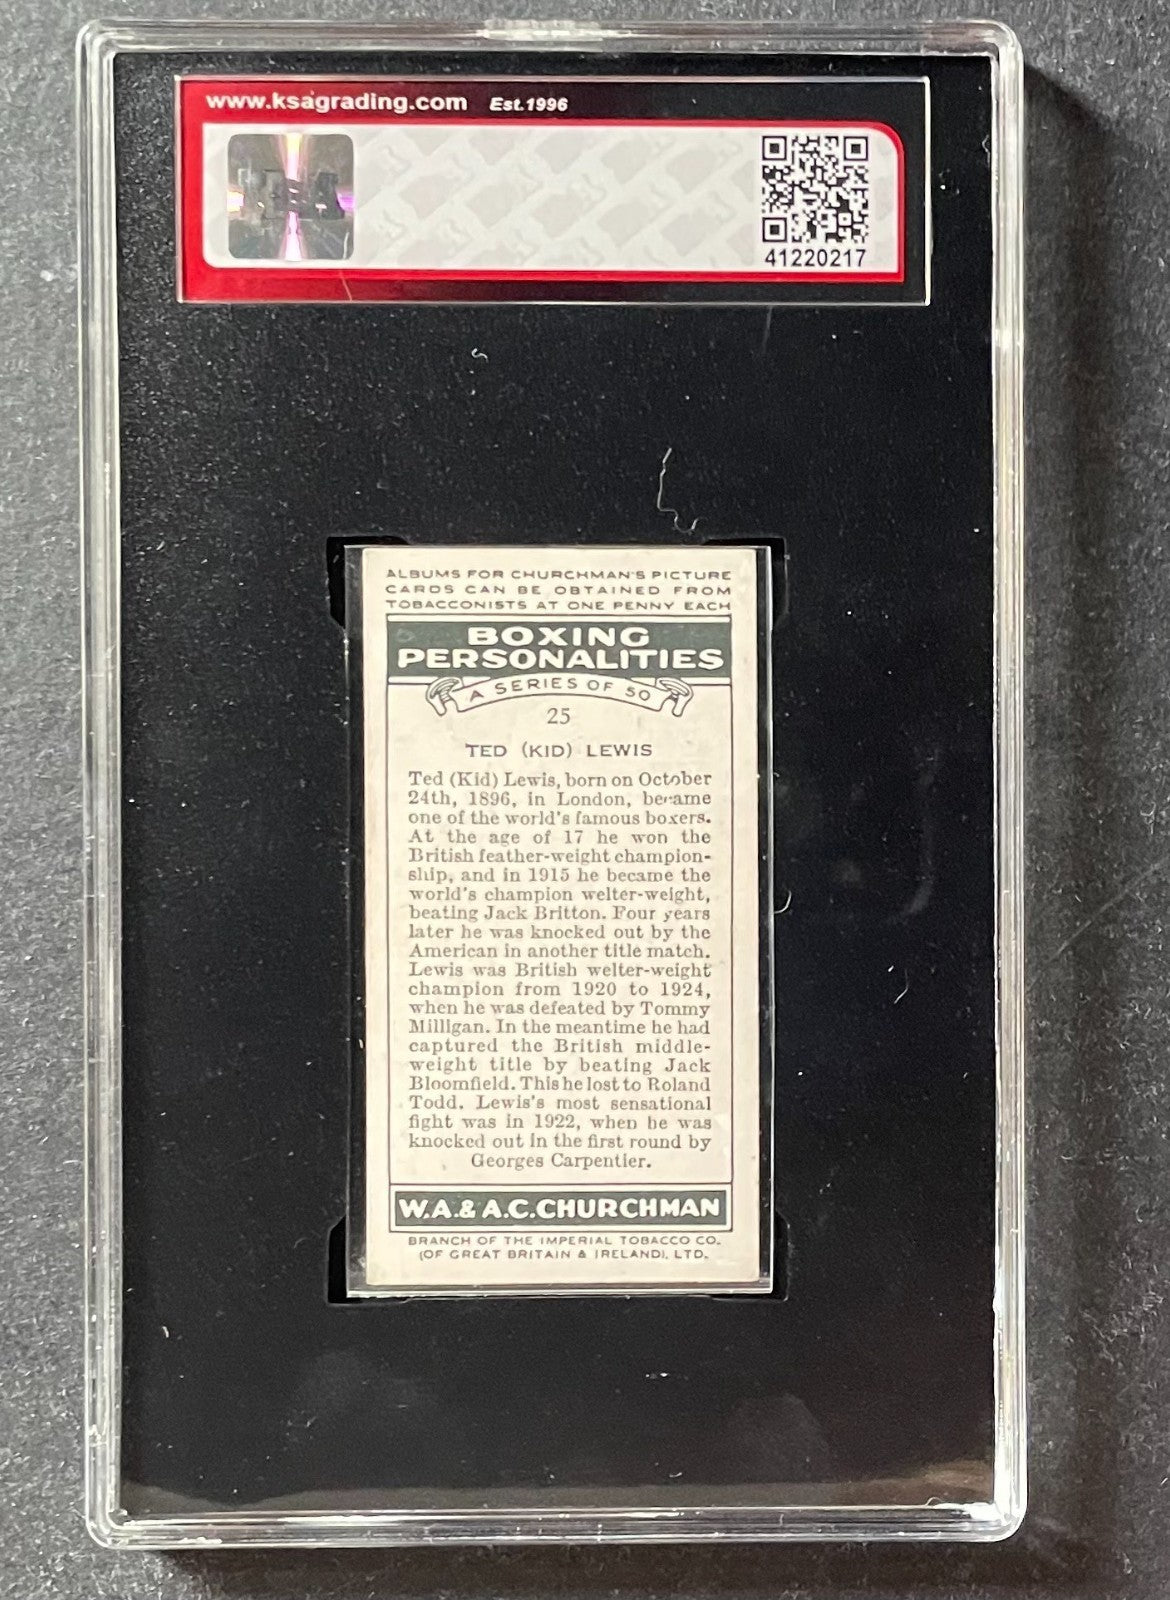 www.ksagrading.com Est.1996
41220217
ALBUMS FOR CHURCHMAN'S PICTURE
CARDS CAN BE OBTAINED FROM
TOBACCONISTS AT ONE PENNY EACH
BOXING
PERSONALITIES
A SERIES OF 50
25
TED (KID) LEWIS
Ted (Kid) Lewis, born on October
24th, 1896, in London, became
one of the world's famous boxers.
At the age of 17 he won the
British feather-weight champion-
ship, and in 1915 he became the
world's champion welter-weight,
beating Jack Britton. Four years
later he was knocked out by the
American in another title match.
Lewis was British welter-weight
champion from 1920 to 1924,
when he was defeated by Tommy
Milligan. In the meantime he had
captured the British middle-
weight title by beating Jack
Bloomfield. This he lost to Roland
Todd. Lewis's most sensational
fight was in 1922, when he was
knocked out in the first round by
Georges Carpentier.
W.A. & A.C. CHURCHMAN
BRANCH OF THE IMPERIAL TOBACCO CO.
(OF GREAT BRITAIN & IRELAND), LTD.